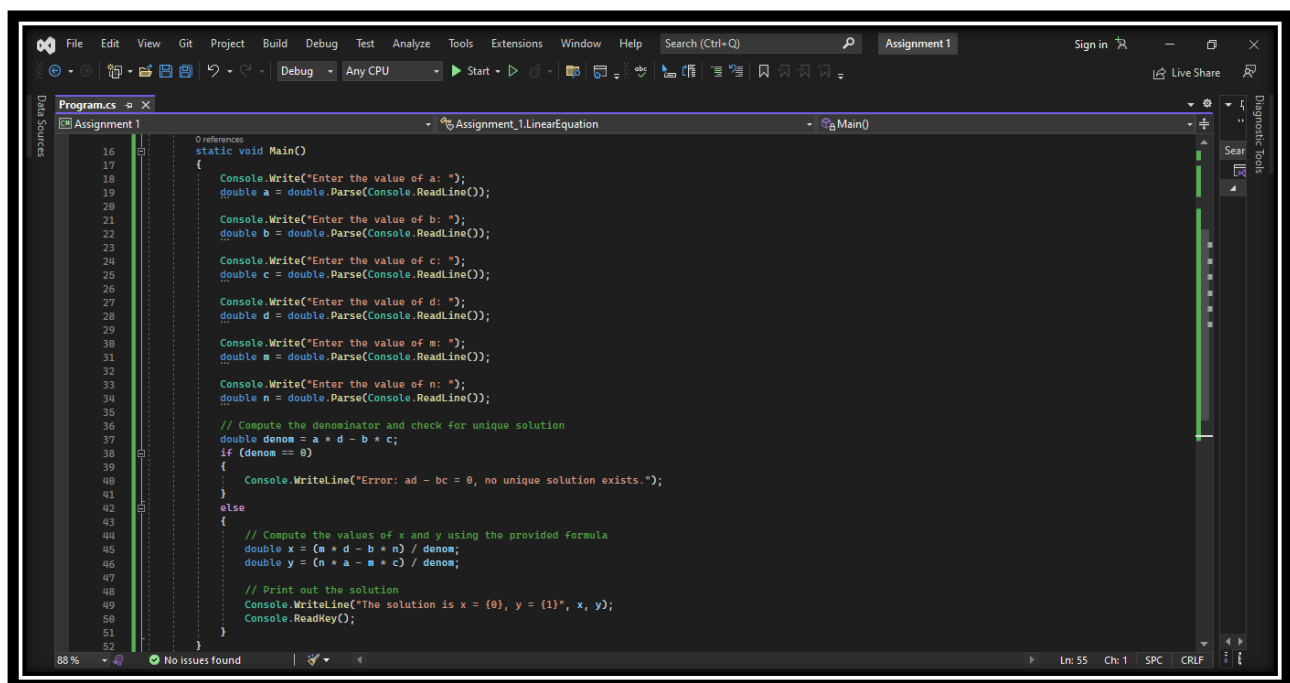 File Edit View Git Project Build Debug Test Analyze Tools Extensions Window Help Search (Ctrl+Q) Assignment 1 Sign in
Debug Any CPU Start Live Share
Data Sources
Program.cs
Diagnostic Tools
Assignment 1 Assignment_1.LinearEquation Main()
0 references
16 static void Main()
17 {
18 Console.Write("Enter the value of a: ");
19 double a = double.Parse(Console.ReadLine());
20
21 Console.Write("Enter the value of b: ");
22 double b = double.Parse(Console.ReadLine());
23
24 Console.Write("Enter the value of c: ");
25 double c = double.Parse(Console.ReadLine());
26
27 Console.Write("Enter the value of d: ");
28 double d = double.Parse(Console.ReadLine());
29
30 Console.Write("Enter the value of m: ");
31 double m = double.Parse(Console.ReadLine());
32
33 Console.Write("Enter the value of n: ");
34 double n = double.Parse(Console.ReadLine());
35
36 // Compute the denominator and check for unique solution
37 double denom = a * d - b * c;
38 if (denom == 0)
39 {
40 Console.WriteLine("Error: ad - bc = 0, no unique solution exists.");
41 }
42 else
43 {
44 // Compute the values of x and y using the provided formula
45 double x = (m * d - b * n) / denom;
46 double y = (n * a - m * c) / denom;
47
48 // Print out the solution
49 Console.WriteLine("The solution is x = {0}, y = {1}", x, y);
50 Console.ReadKey();
51 }
52 }
Sear
88 % No issues found Ln: 55 Ch: 1 SPC CRLF